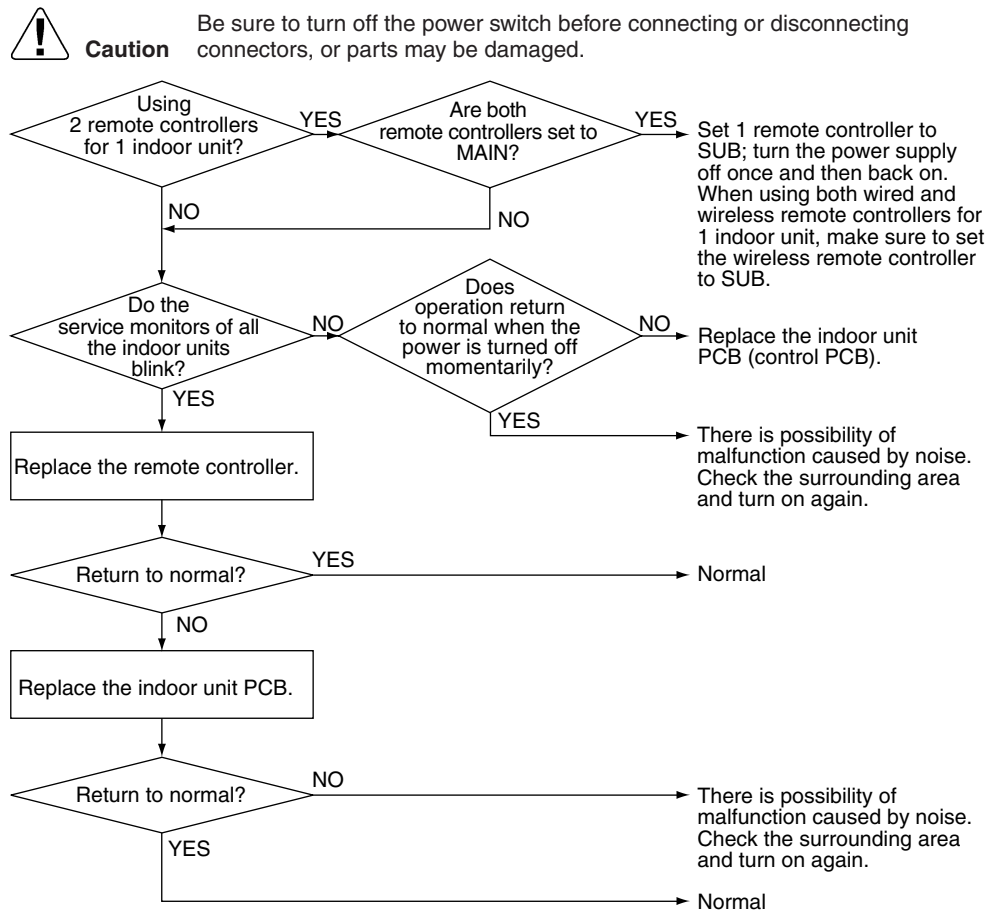 Be sure to turn off the power switch before connecting or disconnecting
Caution connectors, or parts may be damaged.
Using
2 remote controllers
for 1 indoor unit?
YES
Are both
remote controllers set to
MAIN?
YES
Set 1 remote controller to
SUB; turn the power supply
off once and then back on.
When using both wired and
wireless remote controllers for
1 indoor unit, make sure to set
the wireless remote controller
to SUB.
NO
NO
Do the
service monitors of all
the indoor units
blink?
NO
Does
operation return
to normal when the
power is turned off
momentarily?
NO
Replace the indoor unit
PCB (control PCB).
YES
YES
There is possibility of
malfunction caused by noise.
Check the surrounding area
and turn on again.
Replace the remote controller.
Return to normal?
YES
Normal
NO
Replace the indoor unit PCB.
Return to normal?
NO
There is possibility of
malfunction caused by noise.
Check the surrounding area
and turn on again.
YES
Normal